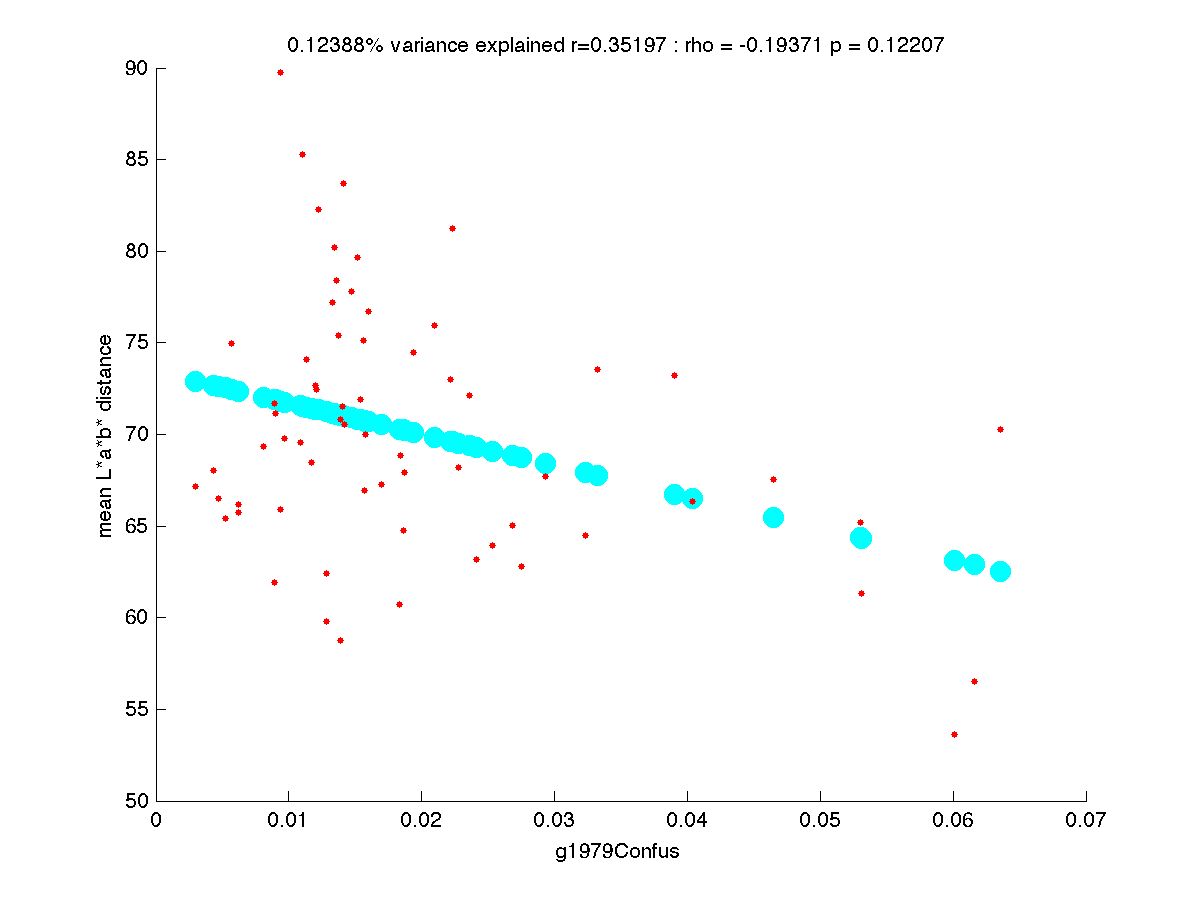 0.12388% variance explained r=0.35197 : rho = -0.19371 p = 0.12207
90
85
80
75
70
65
60
55
50
mean L*a*b* distance
0 0.01 0.02 0.03 0.04 0.05 0.06 0.07
g1979Confus